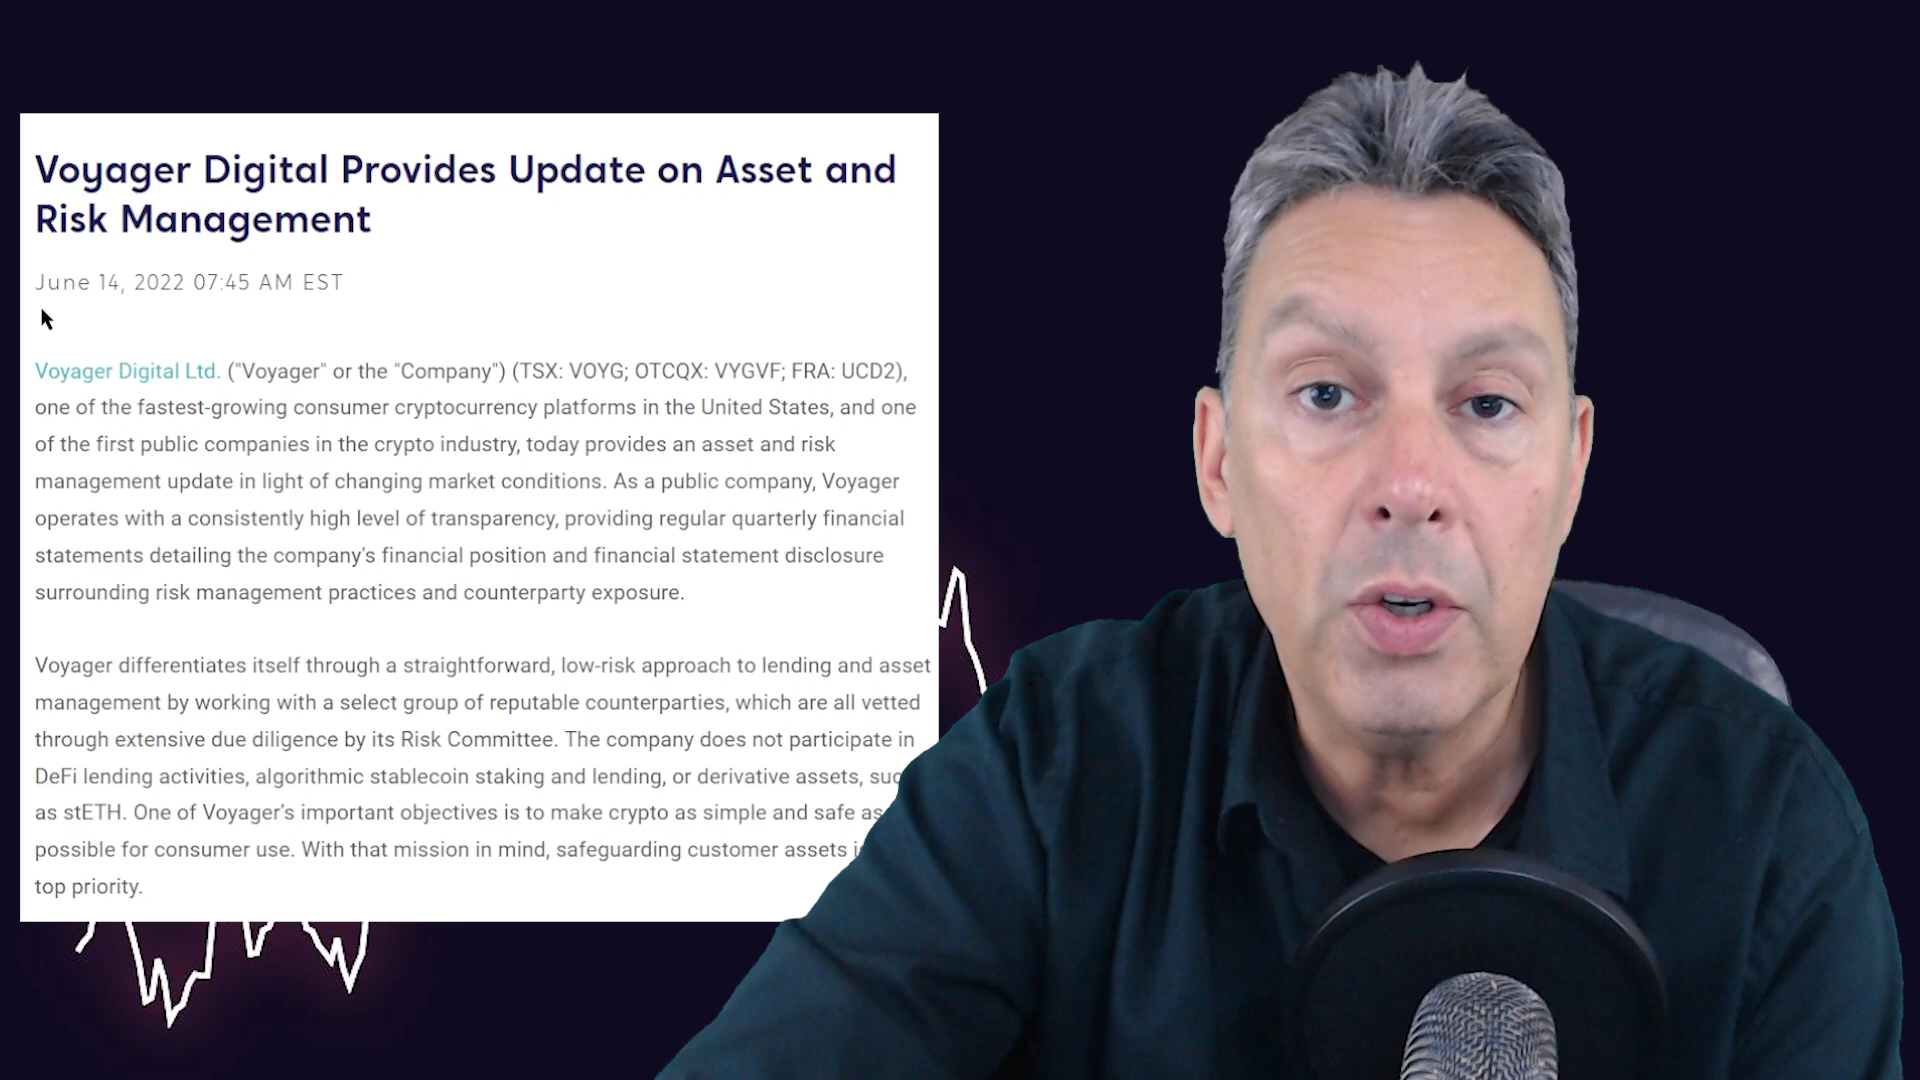 Voyager Digital Provides Update on Asset and
Risk Management
June 14, 2022 07:45 AM EST
Voyager Digital Ltd. ("Voyager" or the "Company") (TSX: VOYG; OTCQX: VYGVF; FRA: UCD2),
one of the fastest-growing consumer cryptocurrency platforms in the United States, and one
of the first public companies in the crypto industry, today provides an asset and risk
management update in light of changing market conditions. As a public company, Voyager
operates with a consistently high level of transparency, providing regular quarterly financial
statements detailing the company's financial position and financial statement disclosure
surrounding risk management practices and counterparty exposure.
Voyager differentiates itself through a straightforward, low-risk approach to lending and asset
management by working with a select group of reputable counterparties, which are all vetted
through extensive due diligence by its Risk Committee. The company does not participate in
DeFi lending activities, algorithmic stablecoin staking and lending, or derivative assets,
as stETH. One of Voyager’s important objectives is to make crypto as simple and safe as
possible for consumer use. With that mission in mind, safeguarding customer assets
top priority.